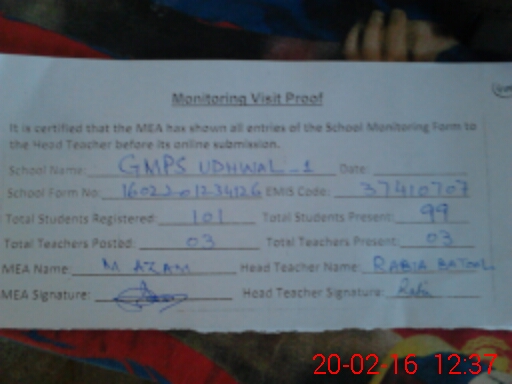 Monitoring Visit Proof
It is certified that the MEA has shown all entries of the School Monitoring Form to
the Head Teacher before its online submission.
School Name: GMPS UDHWAL-1 Date:
School Form No: 16022001234126 EMIS Code: 37410707
Total Students Registered: 101 Total Students Present: 99
Total Teachers Posted: 03 Total Teachers Present: 03
MEA Name: M AZAM Head Teacher Name: RABIA BATOOL
MEA Signature: Head Teacher Signature: Rabi
20-02-16 12:37